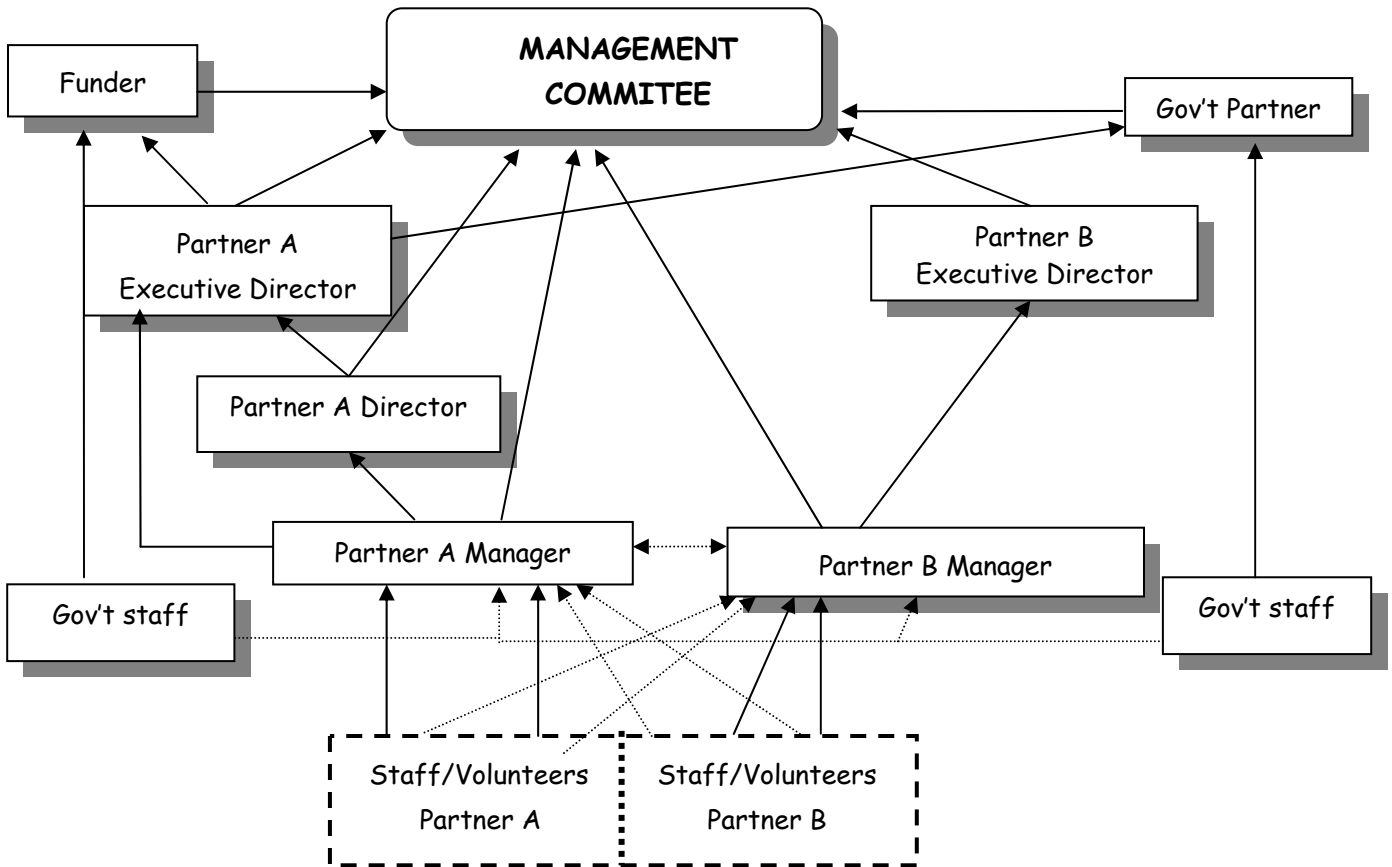 MANAGEMENT
COMMITEE
Funder
Gov’t Partner
Partner A
Executive Director
Partner B
Executive Director
Partner A Director
Partner A Manager
Partner B Manager
Gov’t staff
Gov’t staff
Staff/Volunteers
Partner A
Staff/Volunteers
Partner B